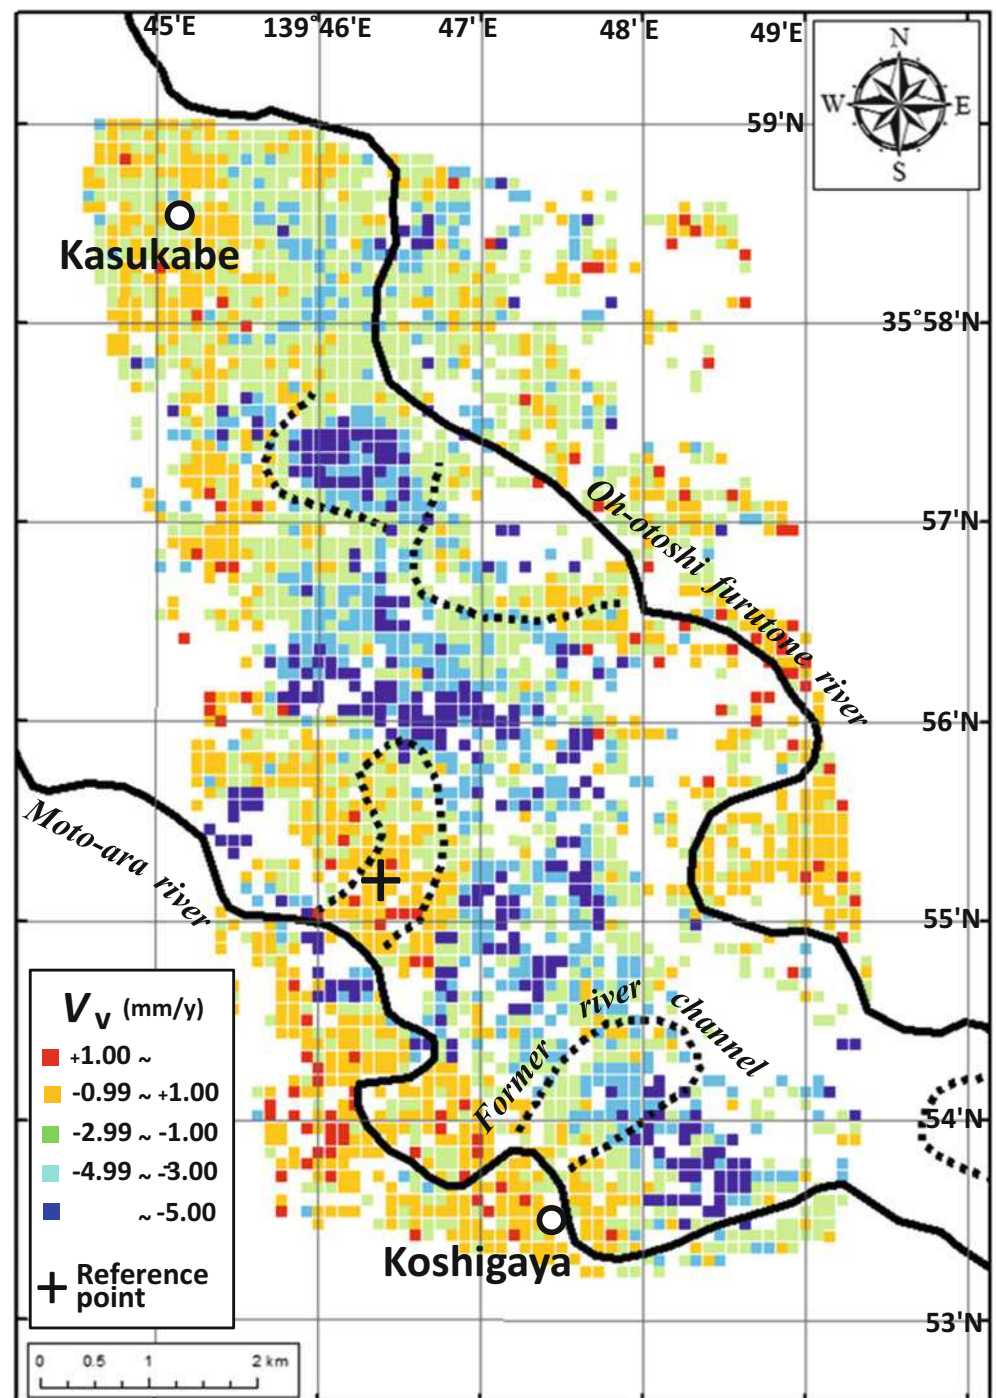 45'E 139°46'E 47'E 48'E 49'E
N
W E
S
59'N
Kasukabe
35°58'N
57'N
Oh-otoshi furutone river
56'N
Moto-ara river
55'N
Former river channel
54'N
Vv (mm/y)
+1.00 ~
-0.99 ~ +1.00
-2.99 ~ -1.00
-4.99 ~ -3.00
~ -5.00
Reference
point
Koshigaya
53'N
0 0.5 1 2 km